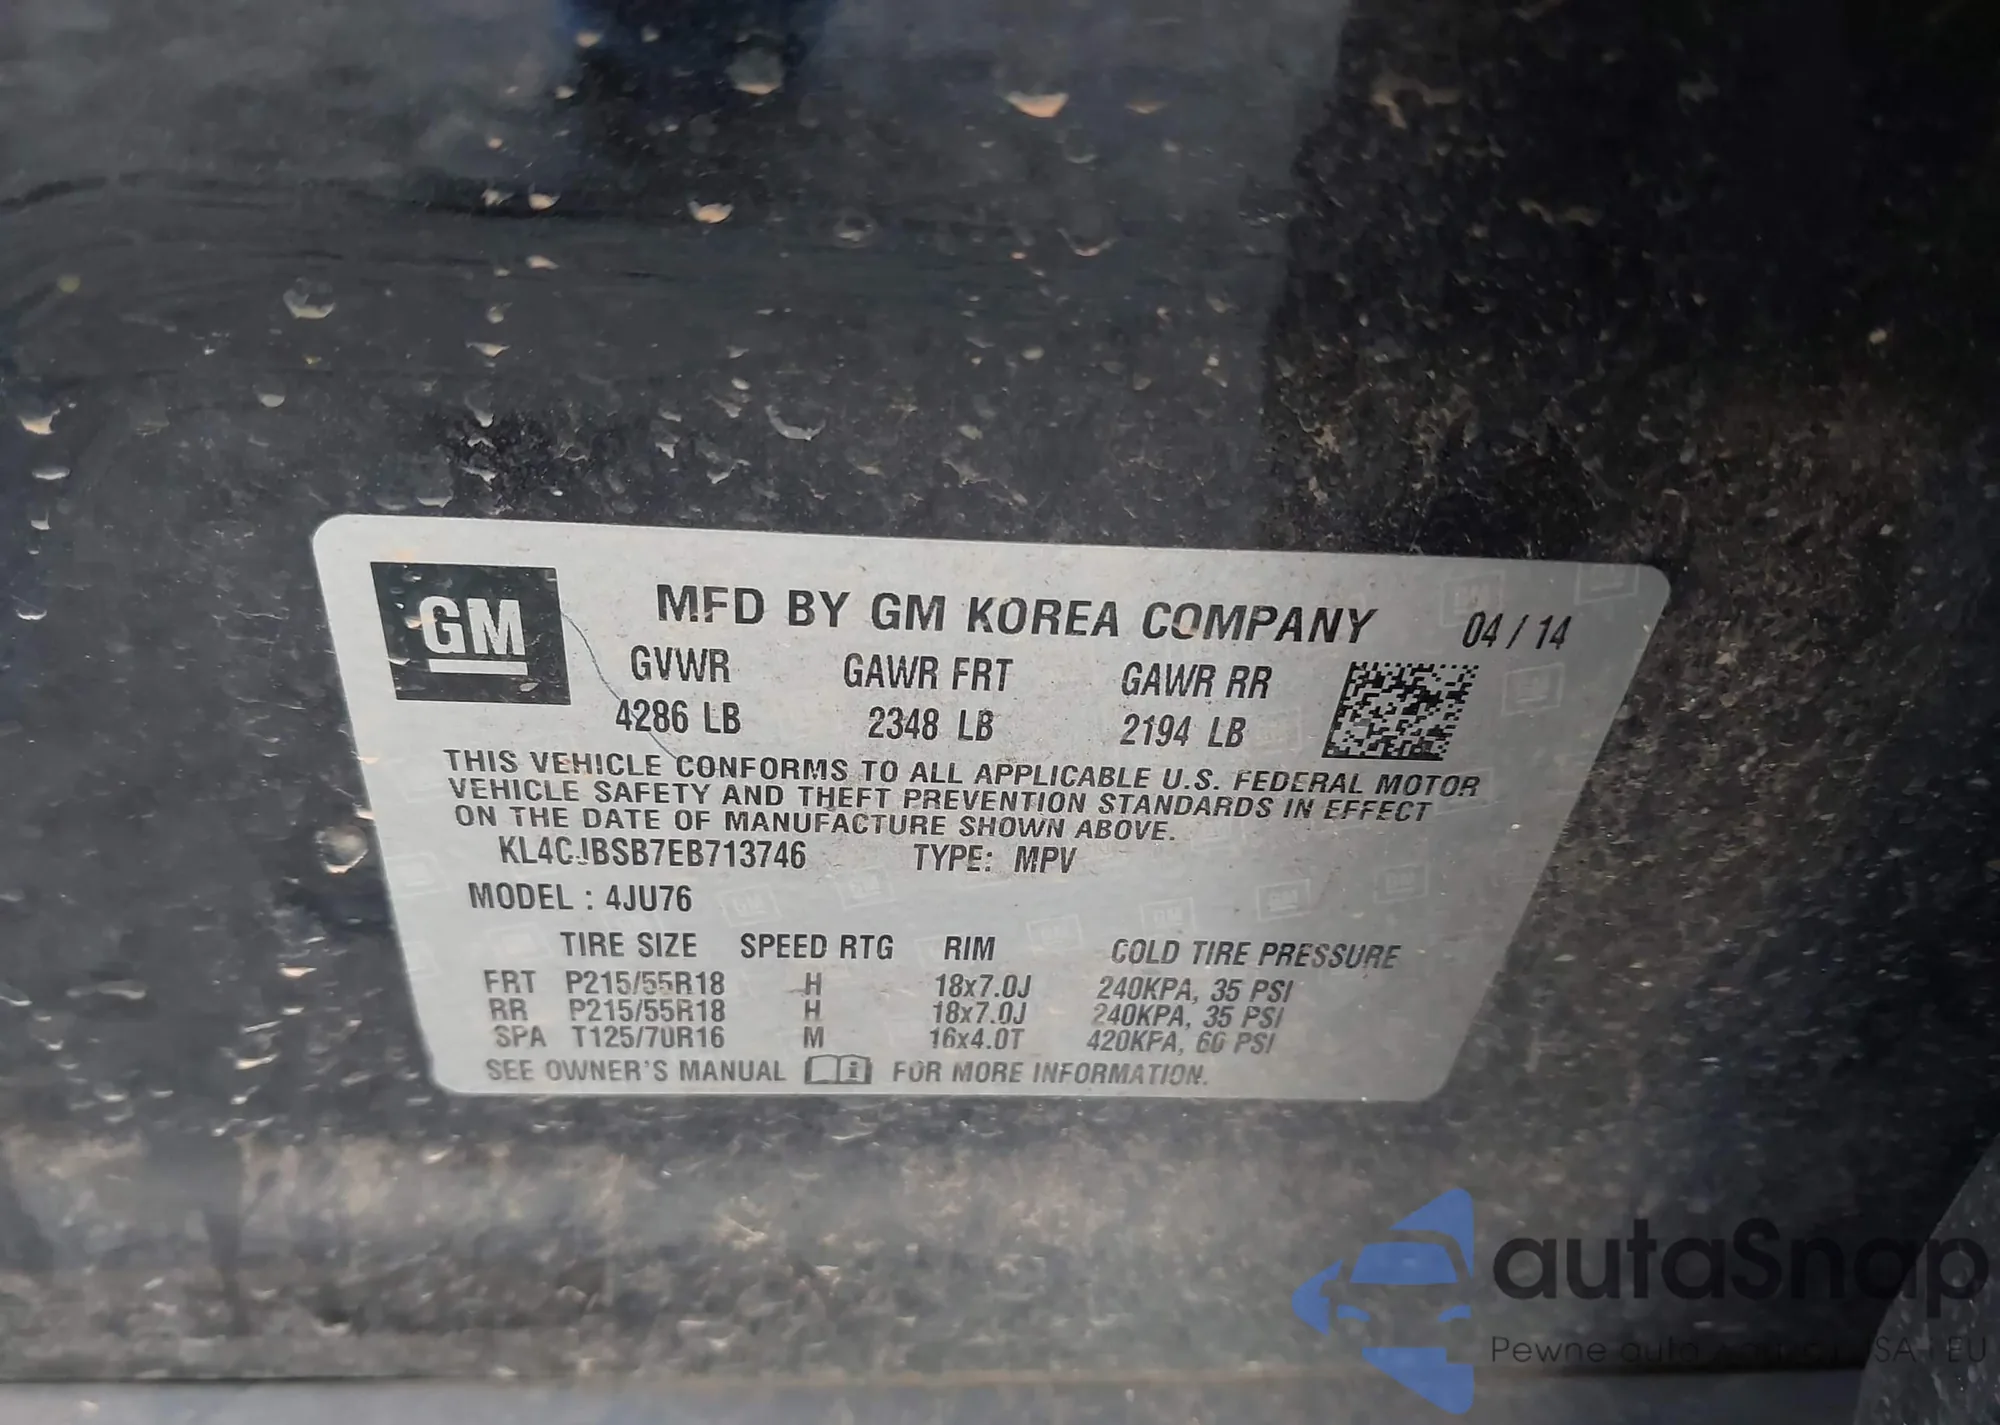 GM
MFD BY GM KOREA COMPANY 04 / 14
GVWR GAWR FRT GAWR RR
4286 LB 2348 LB 2194 LB
THIS VEHICLE CONFORMS TO ALL APPLICABLE U.S. FEDERAL MOTOR
VEHICLE SAFETY AND THEFT PREVENTION STANDARDS IN EFFECT
ON THE DATE OF MANUFACTURE SHOWN ABOVE.
KL4CJBSB7EB713746 TYPE: MPV
MODEL : 4JU76
TIRE SIZE SPEED RTG RIM COLD TIRE PRESSURE
FRT P215/55R18 H 18x7.0J 240KPA, 35 PSI
RR P215/55R18 H 18x7.0J 240KPA, 35 PSI
SPA T125/70R16 M 16x4.0T 420KPA, 60 PSI
SEE OWNER'S MANUAL FOR MORE INFORMATION.
autaSnap
Pewne auta USA i EU